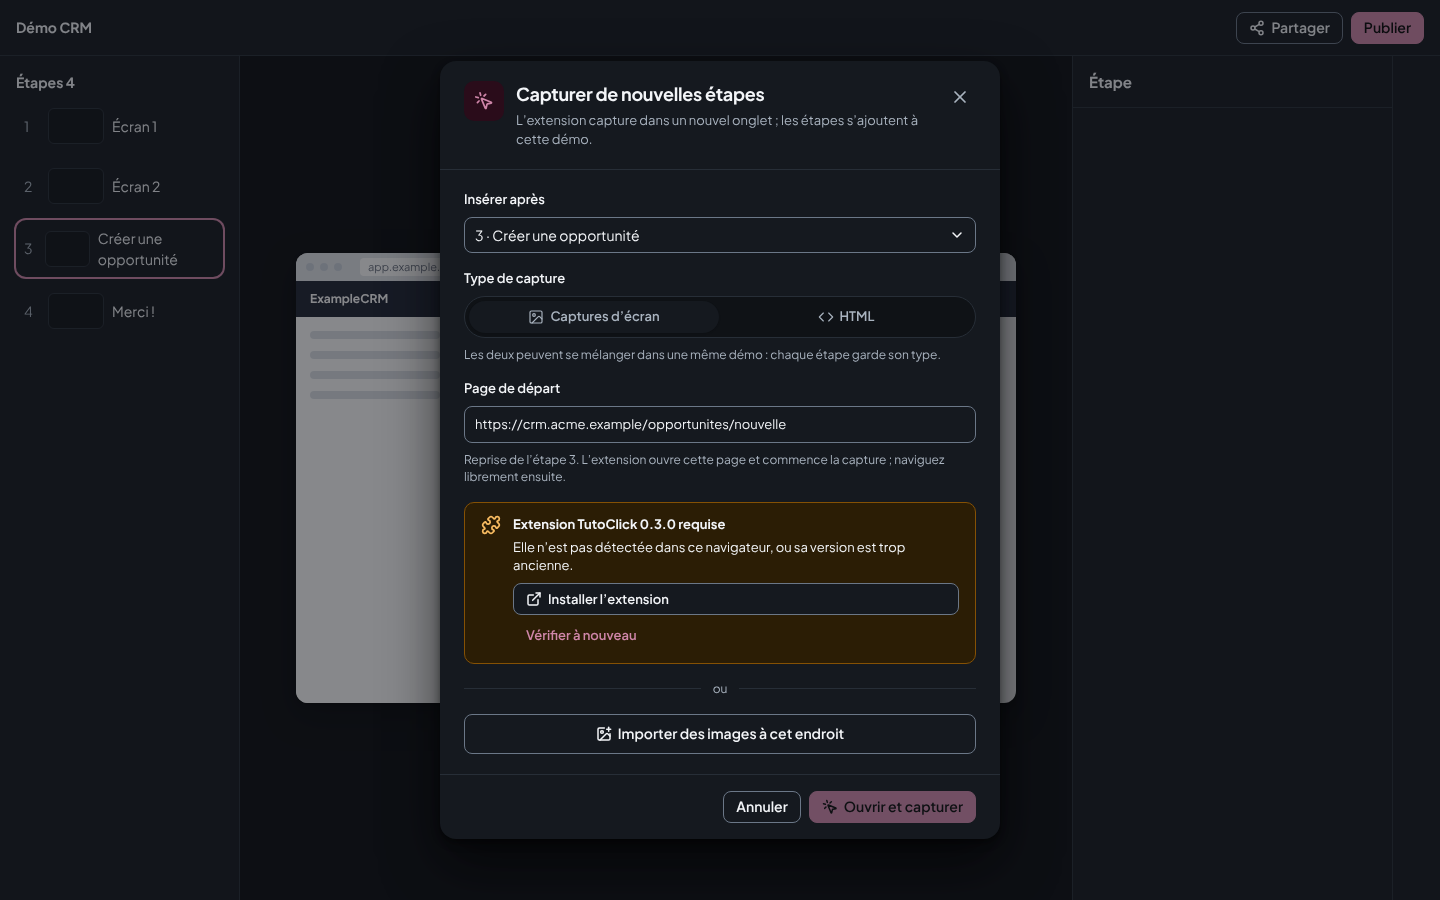 Démo CRM
Partager
Publier
Étapes 4
1
Écran 1
2
Écran 2
3
Créer une
opportunité
4
Merci !
app.example.
ExampleCRM
Étape
Capturer de nouvelles étapes
L’extension capture dans un nouvel onglet ; les étapes s’ajoutent à
cette démo.
Insérer après
3 · Créer une opportunité
Type de capture
Captures d’écran
HTML
Les deux peuvent se mélanger dans une même démo : chaque étape garde son type.
Page de départ
https://crm.acme.example/opportunites/nouvelle
Reprise de l’étape 3. L’extension ouvre cette page et commence la capture ; naviguez
librement ensuite.
Extension TutoClick 0.3.0 requise
Elle n’est pas détectée dans ce navigateur, ou sa version est trop
ancienne.
Installer l’extension
Vérifier à nouveau
ou
Importer des images à cet endroit
Annuler
Ouvrir et capturer